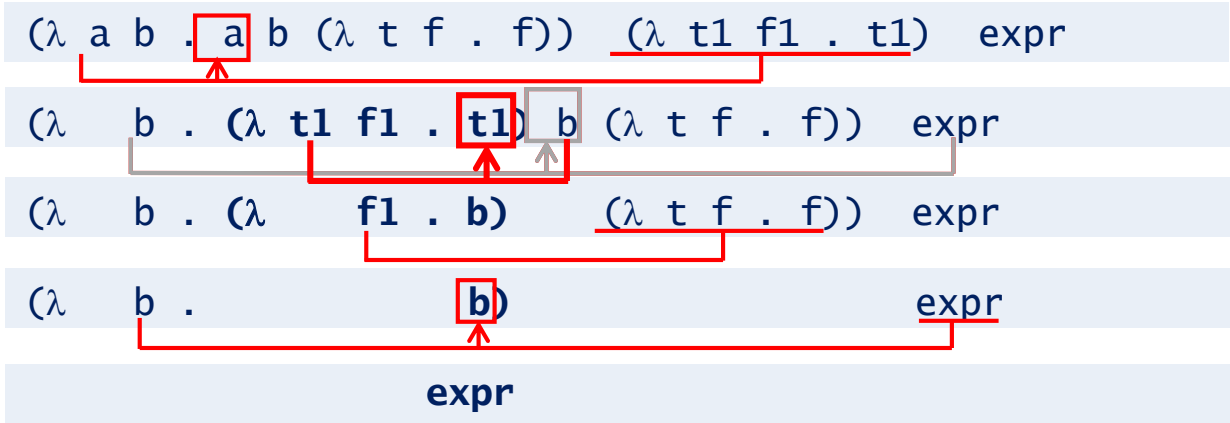 (λ a b . a b (λ t f . f)) (λ t1 f1 . t1) expr
(λ b . (λ t1 f1 . t1) b (λ t f . f)) expr
(λ b . (λ f1 . b) (λ t f . f)) expr
(λ b . b) expr
expr